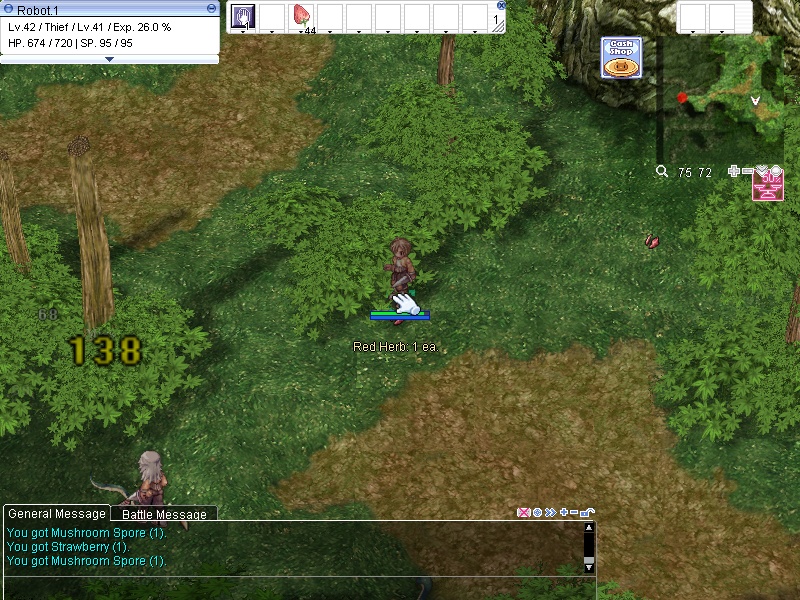 Robot.1
Lv.42 / Thief / Lv.41 / Exp. 26.0 %
HP. 674 / 720 | SP. 95 / 95
1
44
1
Cash
Shop
75 72
50%
68
138
Red Herb: 1 ea.
General Message
Battle Message
You got Mushroom Spore (1).
You got Strawberry (1).
You got Mushroom Spore (1).